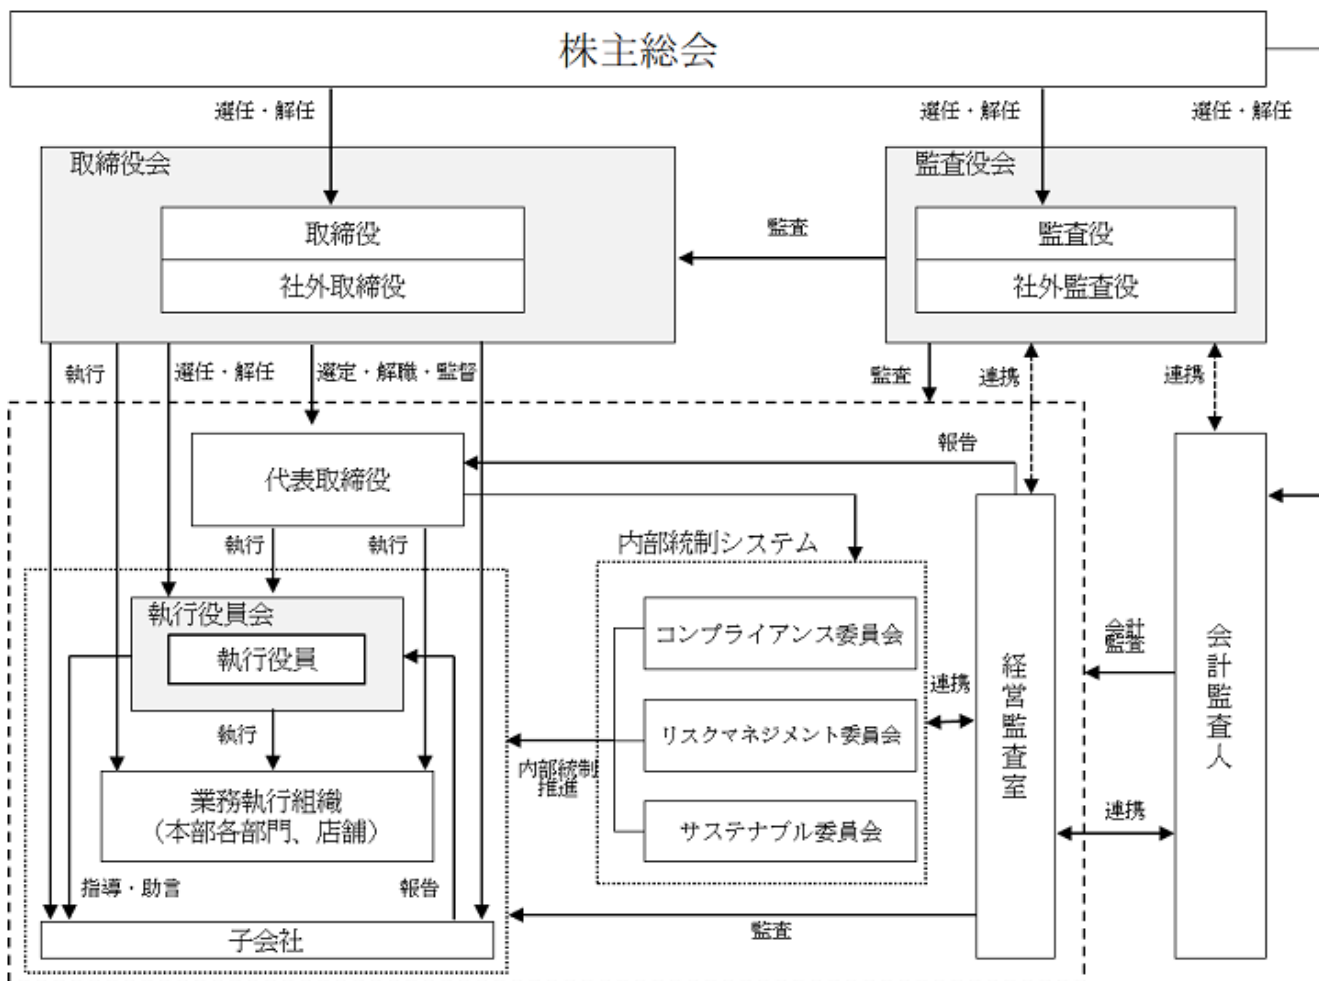 株主総会
選任・解任
選任・解任
選任・解任
取締役会
監査役会
取締役
社外取締役
監査
監査役
社外監査役
執行
選任・解任
選定・解職・監督
監査
連携
連携
報告
代表取締役
執行
執行
内部統制システム
執行役員会
執行役員
コンプライアンス委員会
会計
監査
会計監査人
経営監査室
連携
執行
リスクマネジメント委員会
内部統制
推進
業務執行組織
（本部各部門、店舗）
サステナブル委員会
連携
指導・助言
報告
監査
子会社